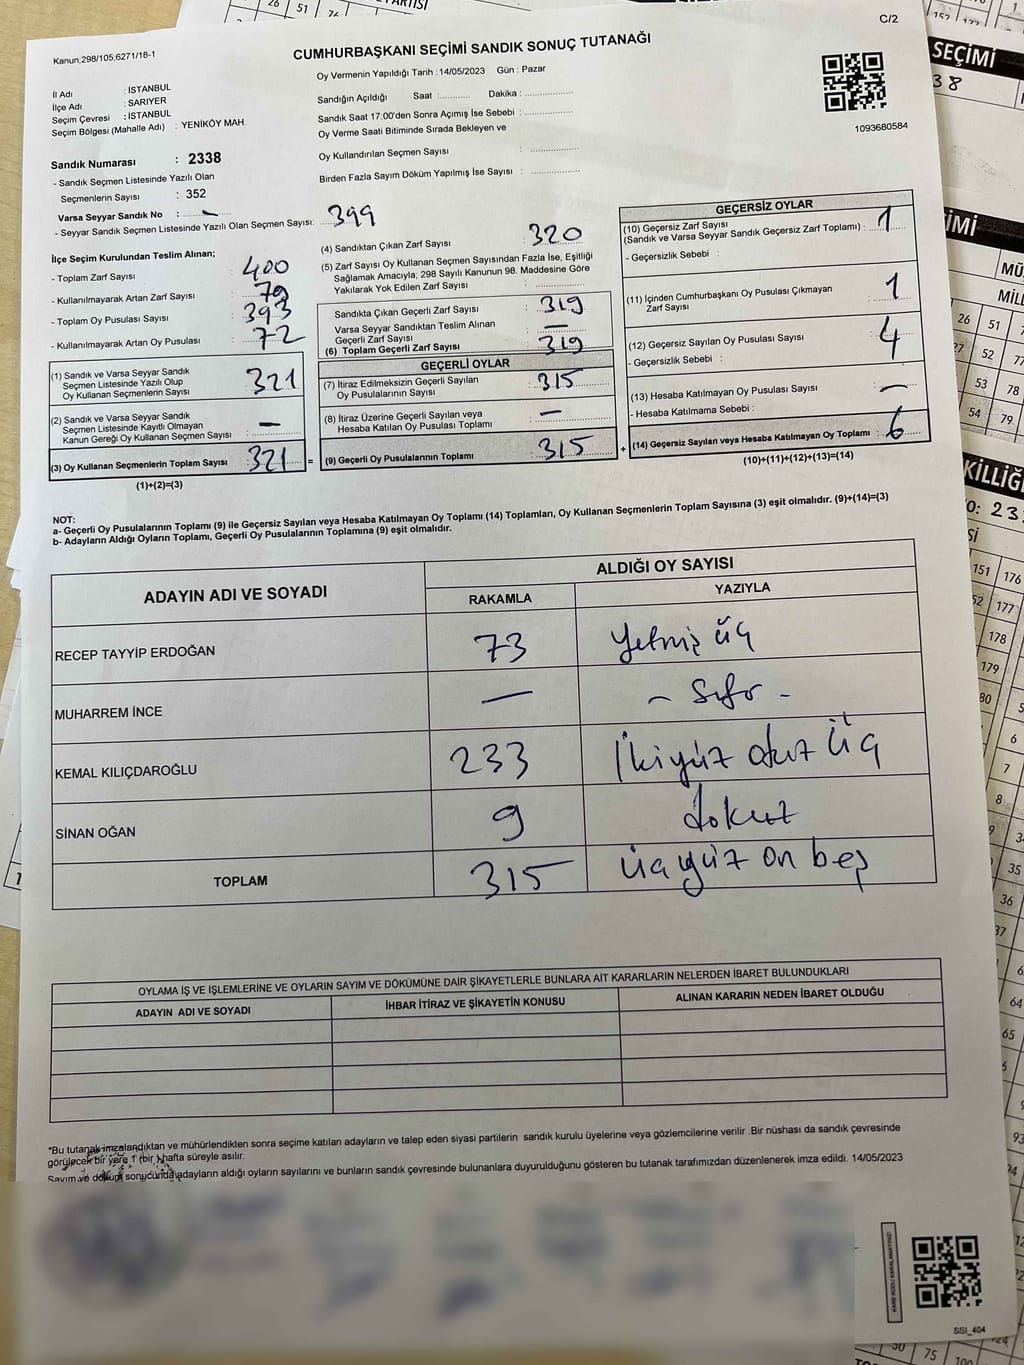 C/2
Kanun,298/105;6271/18-1
CUMHURBAŞKANI SEÇİMİ SANDIK SONUÇ TUTANAĞI
Oy Vermenin Yapıldığı Tarih :14/05/2023 Gün : Pazar
İl Adı : İSTANBUL
İlçe Adı : SARIYER
Seçim Çevresi : İSTANBUL
Seçim Bölgesi (Mahalle Adı) : YENİKÖY MAH.
Sandığın Açıldığı Saat :........... Dakika :.................
Sandık Saat 17.00'den Sonra Açımış İse Sebebi :.................
Oy Verme Saati Bitiminde Sırada Bekleyen ve
Oy Kullandırılan Seçmen Sayısı :.................
Birden Fazla Sayım Döküm Yapılmış İse Sayısı :.................
1093680584
Sandık Numarası : 2338
- Sandık Seçmen Listesinde Yazılı Olan
Seçmenlerin Sayısı : 352
Varsa Seyyar Sandık No : —
- Seyyar Sandık Seçmen Listesinde Yazılı Olan Seçmen Sayısı: 399
İlçe Seçim Kurulundan Teslim Alınan;
- Toplam Zarf Sayısı : 400
- Kullanılmayarak Artan Zarf Sayısı : 79
- Toplam Oy Pusulası Sayısı : 393
- Kullanılmayarak Artan Oy Pusulası : 72
(1) Sandık ve Varsa Seyyar Sandık
Seçmen Listesinde Yazılı Olup
Oy Kullanan Seçmenlerin Sayısı : 321
(2) Sandık ve Varsa Seyyar Sandık
Seçmen Listesinde Kayıtlı Olmayan
Kanun Gereği Oy Kullanan Seçmen Sayısı : —
(3) Oy Kullanan Seçmenlerin Toplam Sayısı : 321 =
(1)+(2)=(3)
(4) Sandıktan Çıkan Zarf Sayısı : 320
(5) Zarf Sayısı Oy Kullanan Seçmen Sayısından Fazla İse, Eşitliği
Sağlamak Amacıyla; 298 Sayılı Kanunun 98. Maddesine Göre
Yakılarak Yok Edilen Zarf Sayısı :.................
Sandıkta Çıkan Geçerli Zarf Sayısı : 319
Varsa Seyyar Sandıktan Teslim Alınan
Geçerli Zarf Sayısı : —
(6) Toplam Geçerli Zarf Sayısı : 319
GEÇERLİ OYLAR
(7) İtiraz Edilmeksizin Geçerli Sayılan
Oy Pusulalarının Sayısı : 315
(8) İtiraz Üzerine Geçerli Sayılan veya
Hesaba Katılan Oy Pusulası Toplamı : —
(9) Geçerli Oy Pusulalarının Toplamı : 315 +
GEÇERSİZ OYLAR
(10) Geçersiz Zarf Sayısı
(Sandık ve Varsa Seyyar Sandık Geçersiz Zarf Toplamı) : 1
- Geçersizlik Sebebi :
(11) İçinden Cumhurbaşkanı Oy Pusulası Çıkmayan
Zarf Sayısı : 1
(12) Geçersiz Sayılan Oy Pusulası Sayısı : 4
- Geçersizlik Sebebi :
(13) Hesaba Katılmayan Oy Pusulası Sayısı : —
- Hesaba Katılmama Sebebi :
(14) Geçersiz Sayılan veya Hesaba Katılmayan Oy Toplamı : 6
(10)+(11)+(12)+(13)=(14)
NOT:
a- Geçerli Oy Pusulalarının Toplamı (9) ile Geçersiz Sayılan veya Hesaba Katılmayan Oy Toplamı (14) Toplamları, Oy Kullanan Seçmenlerin Toplam Sayısına (3) eşit olmalıdır. (9)+(14)=(3)
b- Adayların Aldığı Oyların Toplamı, Geçerli Oy Pusulalarının Toplamına (9) eşit olmalıdır.
ADAYIN ADI VE SOYADI
ALDIĞI OY SAYISI
RAKAMLA YAZIYLA
RECEP TAYYİP ERDOĞAN 73 Yetmiş üç
MUHARREM İNCE — - Sıfır -
KEMAL KILIÇDAROĞLU 233 İkiyüz otuz üç
SİNAN OĞAN 9 dokuz
TOPLAM 315 üçyüz on beş
OYLAMA İŞ VE İŞLEMLERİNE VE OYLARIN SAYIM VE DÖKÜMÜNE DAİR ŞİKAYETLERLE BUNLARA AİT KARARLARIN NELERDEN İBARET BULUNDUKLARI
ADAYIN ADI VE SOYADI İHBAR İTİRAZ VE ŞİKAYETİN KONUSU ALINAN KARARIN NEDEN İBARET OLDUĞU
*Bu tutanak imzalandıktan ve mühürlendikten sonra seçime katılan adayların ve talep eden siyasi partilerin sandık kurulu üyelerine veya gözlemcilerine verilir .Bir nüshası da sandık çevresinde
görülecek bir yere 1 (bir) hafta süreyle asılır.
Sayım ve döküm sonucunda adayların aldığı oyların sayılarını ve bunların sandık çevresinde bulunanlara duyurulduğunu gösteren bu tutanak tarafımızdan düzenlenerek imza edildi. 14/05/2023
KARE KODU KARALAMAYINIZ!
SSI_404